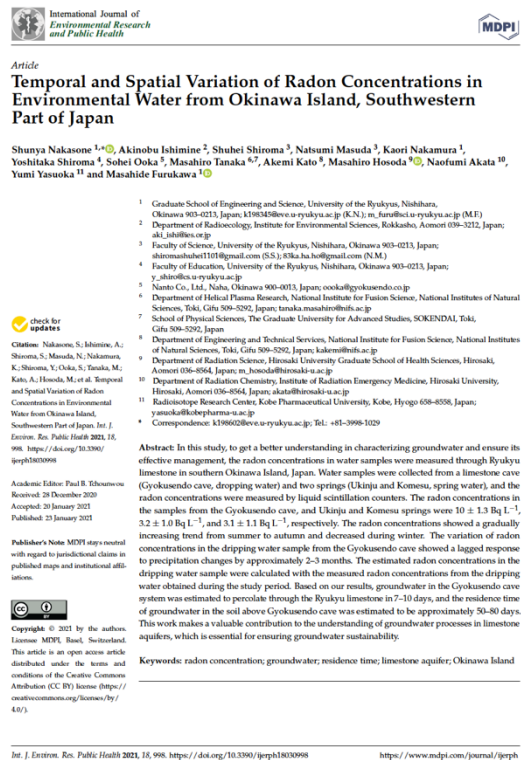 International Journal of
Environmental Research
and Public Health
MDPI
Article
Temporal and Spatial Variation of Radon Concentrations in
Environmental Water from Okinawa Island, Southwestern
Part of Japan
Shunya Nakasone 1,*, Akinobu Ishimine 2, Shuhei Shiroma 3, Natsumi Masuda 3, Kaori Nakamura 1,
Yoshitaka Shiroma 4, Sohei Ooka 5, Masahiro Tanaka 6,7, Akemi Kato 8, Masahiro Hosoda 9, Naofumi Akata 10,
Yumi Yasuoka 11 and Masahide Furukawa 1
1 Graduate School of Engineering and Science, University of the Ryukyus, Nishihara,
Okinawa 903–0213, Japan; k198345@eve.u-ryukyu.ac.jp (K.N.); m_furu@sci.u-ryukyu.ac.jp (M.F.)
2 Department of Radioecology, Institute for Environmental Sciences, Rokkasho, Aomori 039–3212, Japan;
aki_ishi@ies.or.jp
3 Faculty of Science, University of the Ryukyus, Nishihara, Okinawa 903–0213, Japan;
shiromashuhei1101@gmail.com (S.S.); 83ka.ha.ho@gmail.com (N.M.)
4 Faculty of Education, University of the Ryukyus, Nishihara, Okinawa 903–0213, Japan;
y_shiro@cs.u-ryukyu.ac.jp
5 Nanto Co., Ltd., Naha, Okinawa 900–0013, Japan; oooka@gyokusendo.co.jp
6 Department of Helical Plasma Research, National Institute for Fusion Science, National Institutes of Natural
Sciences, Toki, Gifu 509–5292, Japan; tanaka.masahiro@nifs.ac.jp
7 School of Physical Sciences, The Graduate University for Advanced Studies, SOKENDAI, Toki,
Gifu 509–5292, Japan
8 Department of Engineering and Technical Services, National Institute for Fusion Science, National Institutes
of Natural Sciences, Toki, Gifu 509–5292, Japan; kakemi@nifs.ac.jp
9 Department of Radiation Science, Hirosaki University Graduate School of Health Sciences, Hirosaki,
Aomori 036–8564, Japan; m_hosoda@hirosaki-u.ac.jp
10 Department of Radiation Chemistry, Institute of Radiation Emergency Medicine, Hirosaki University,
Hirosaki, Aomori 036–8564, Japan; akata@hirosaki-u.ac.jp
11 Radioisotope Research Center, Kobe Pharmaceutical University, Kobe, Hyogo 658–8558, Japan;
yasuoka@kobepharma-u.ac.jp
* Correspondence: k198602@eve.u-ryukyu.ac.jp; Tel.: +81–3998-1029
check for
updates
Citation: Nakasone, S.; Ishimine, A.;
Shiroma, S.; Masuda, N.; Nakamura,
K.; Shiroma, Y.; Ooka, S.; Tanaka, M.;
Kato, A.; Hosoda, M.; et al. Temporal
and Spatial Variation of Radon
Concentrations in Environmental
Water from Okinawa Island,
Southwestern Part of Japan. Int. J.
Environ. Res. Public Health 2021, 18,
998. https://doi.org/10.3390/
ijerph18030998
Academic Editor: Paul B. Tchounwou
Received: 28 December 2020
Accepted: 20 January 2021
Published: 23 January 2021
Publisher's Note: MDPI stays neutral
with regard to jurisdictional claims in
published maps and institutional affil-
iations.
CC BY
Copyright: © 2021 by the authors.
Licensee MDPI, Basel, Switzerland.
This article is an open access article
distributed under the terms and
conditions of the Creative Commons
Attribution (CC BY) license (https://
creativecommons.org/licenses/by/
4.0/).
Abstract: In this study, to get a better understanding in characterizing groundwater and ensure its
effective management, the radon concentrations in water samples were measured through Ryukyu
limestone in southern Okinawa Island, Japan. Water samples were collected from a limestone cave
(Gyokusendo cave, dropping water) and two springs (Ukinju and Komesu, spring water), and the
radon concentrations were measured by liquid scintillation counters. The radon concentrations in
the samples from the Gyokusendo cave, and Ukinju and Komesu springs were 10 ± 1.3 Bq L−1,
3.2 ± 1.0 Bq L−1, and 3.1 ± 1.1 Bq L−1, respectively. The radon concentrations showed a gradually
increasing trend from summer to autumn and decreased during winter. The variation of radon
concentrations in the dripping water sample from the Gyokusendo cave showed a lagged response
to precipitation changes by approximately 2–3 months. The estimated radon concentrations in the
dripping water sample were calculated with the measured radon concentrations from the dripping
water obtained during the study period. Based on our results, groundwater in the Gyokusendo cave
system was estimated to percolate through the Ryukyu limestone in 7–10 days, and the residence time
of groundwater in the soil above Gyokusendo cave was estimated to be approximately 50–80 days.
This work makes a valuable contribution to the understanding of groundwater processes in limestone
aquifers, which is essential for ensuring groundwater sustainability.
Keywords: radon concentration; groundwater; residence time; limestone aquifer; Okinawa Island
Int. J. Environ. Res. Public Health 2021, 18, 998. https://doi.org/10.3390/ijerph18030998
https://www.mdpi.com/journal/ijerph